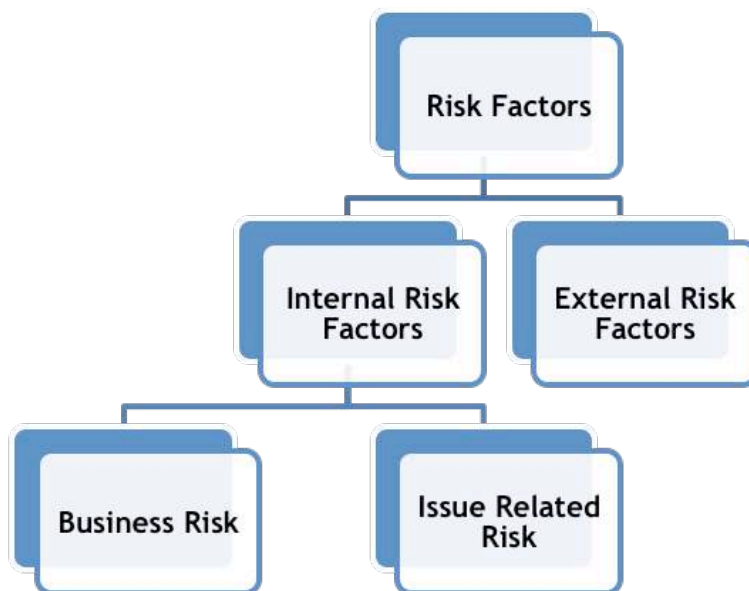 Risk Factors
Internal Risk
Factors
External Risk
Factors
Business Risk
Issue Related
Risk